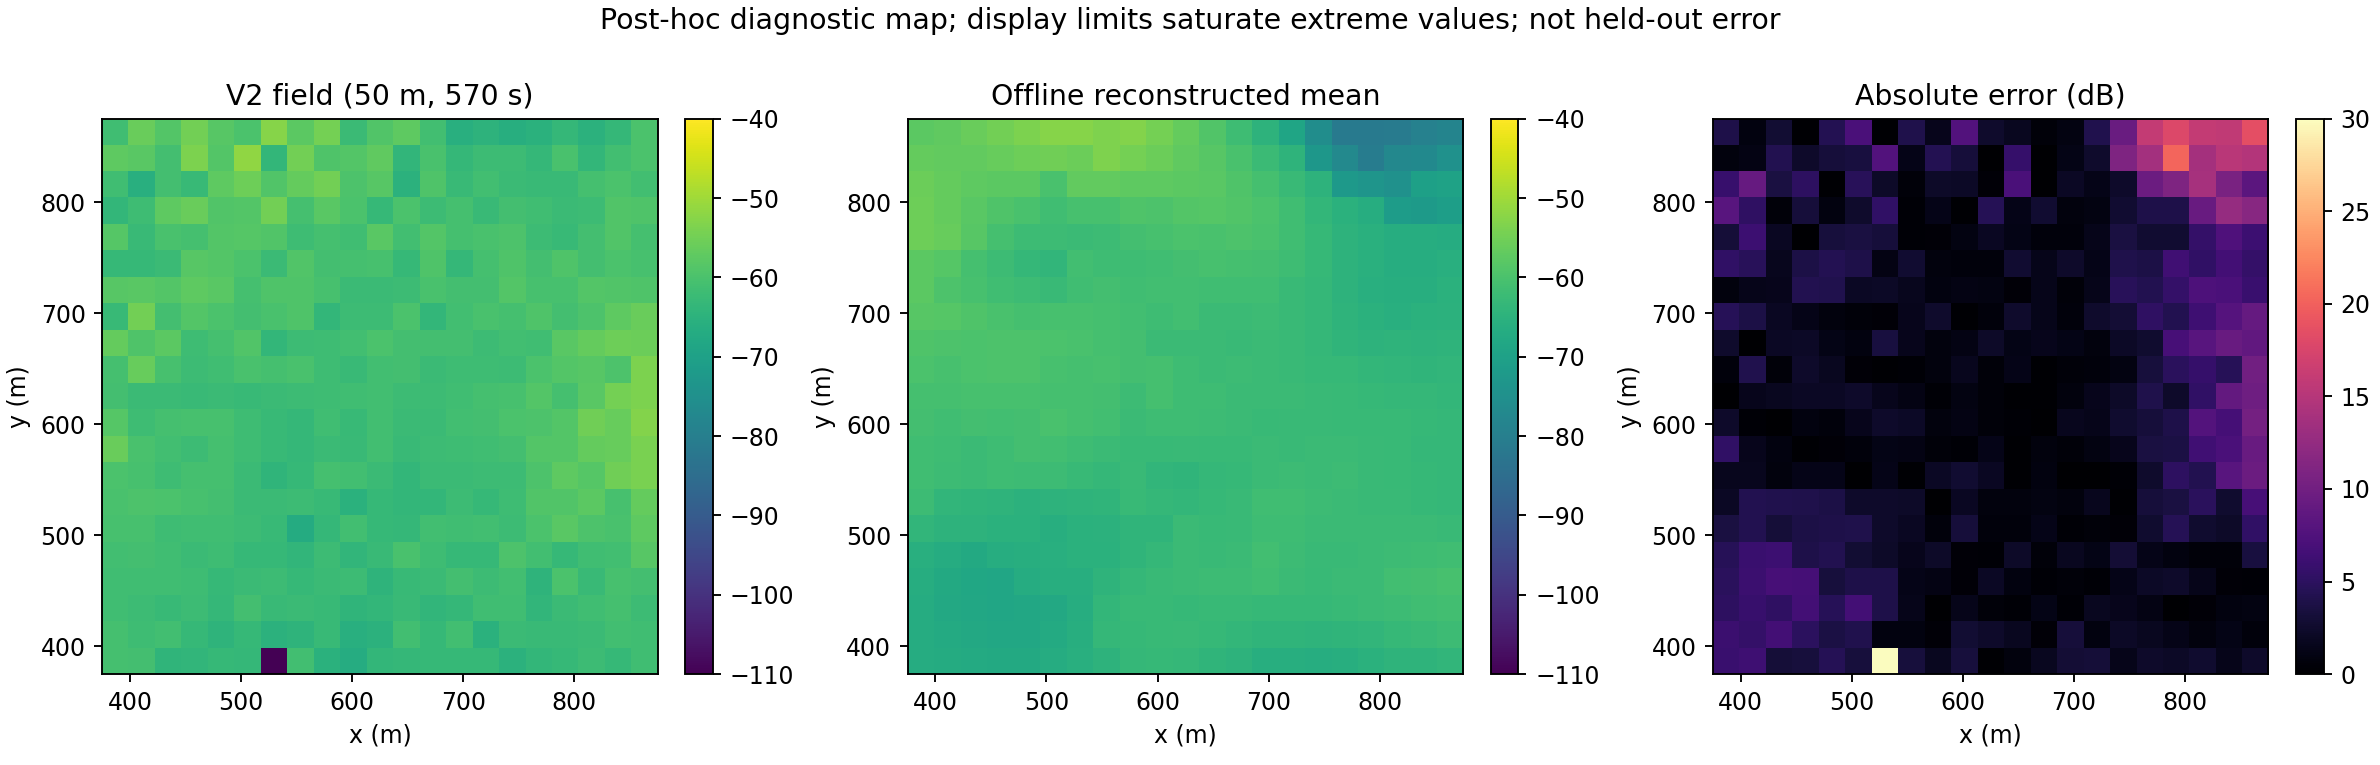 Post-hoc diagnostic map; display limits saturate extreme values; not held-out error
V2 field (50 m, 570 s)
800
700
600
500
400
y (m)
400 500 600 700 800
x (m)
−40
−50
−60
−70
−80
−90
−100
−110
Offline reconstructed mean
800
700
600
500
400
y (m)
400 500 600 700 800
x (m)
−40
−50
−60
−70
−80
−90
−100
−110
Absolute error (dB)
800
700
600
500
400
y (m)
400 500 600 700 800
x (m)
30
25
20
15
10
5
0